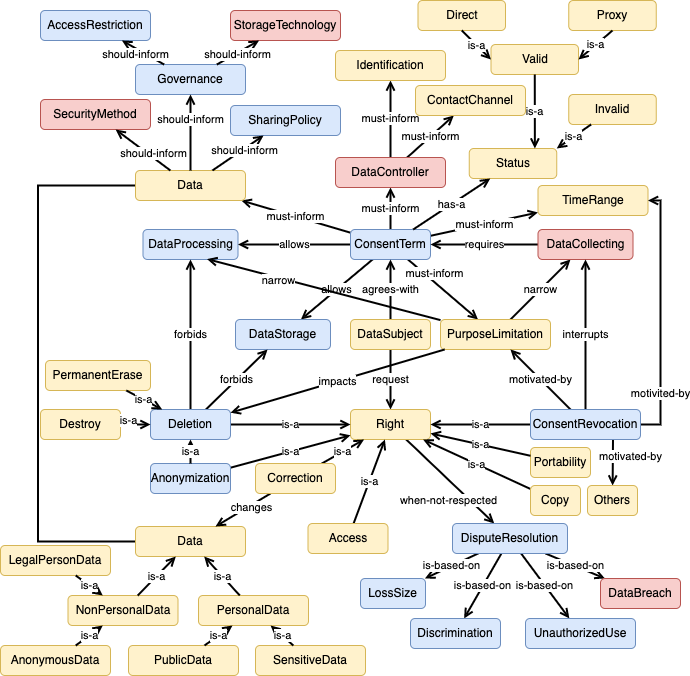 Direct
Proxy
AccessRestriction
StorageTechnology
is-a
is-a
should-inform
should-inform
Identification
Valid
Governance
ContactChannel
SecurityMethod
should-inform
SharingPolicy
must-inform
is-a
Invalid
must-inform
is-a
should-inform
should-inform
DataController
Status
Data
has-a
TimeRange
must-inform
must-inform
must-inform
DataProcessing
allows
ConsentTerm
requires
DataCollecting
narrow
allows
agrees-with
must-inform
narrow
DataStorage
DataSubject
PurposeLimitation
forbids
interrupts
PermanentErase
forbids
impacts
request
motivated-by
motivited-by
is-a
Destroy
is-a
Deletion
is-a
Right
is-a
ConsentRevocation
is-a
is-a
is-a
is-a
motivated-by
Anonymization
Correction
is-a
is-a
Portability
changes
when-not-respected
Copy
Others
Data
Access
DisputeResolution
LegalPersonData
is-based-on
is-based-on
is-a
is-a
is-a
is-based-on
is-based-on
LossSize
DataBreach
NonPersonalData
PersonalData
is-a
is-a
is-a
Discrimination
UnauthorizedUse
AnonymousData
PublicData
SensitiveData